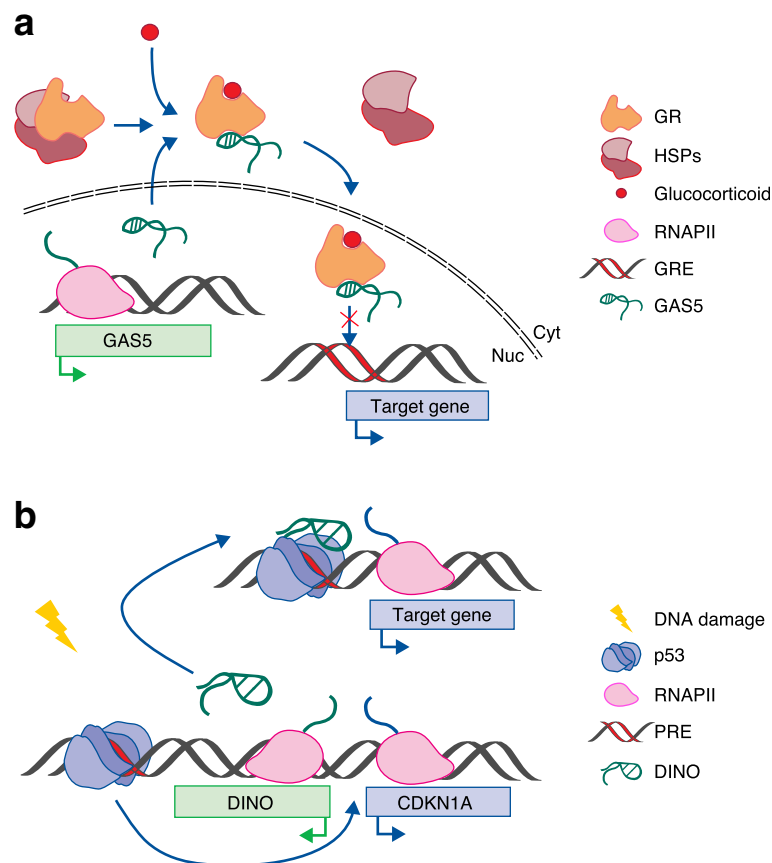 a
GR
HSPs
Glucocorticoid
RNAPII
GRE
GAS5
GAS5
Cyt
Nuc
Target gene
b
Target gene
DNA damage
p53
RNAPII
PRE
DINO
DINO
CDKN1A